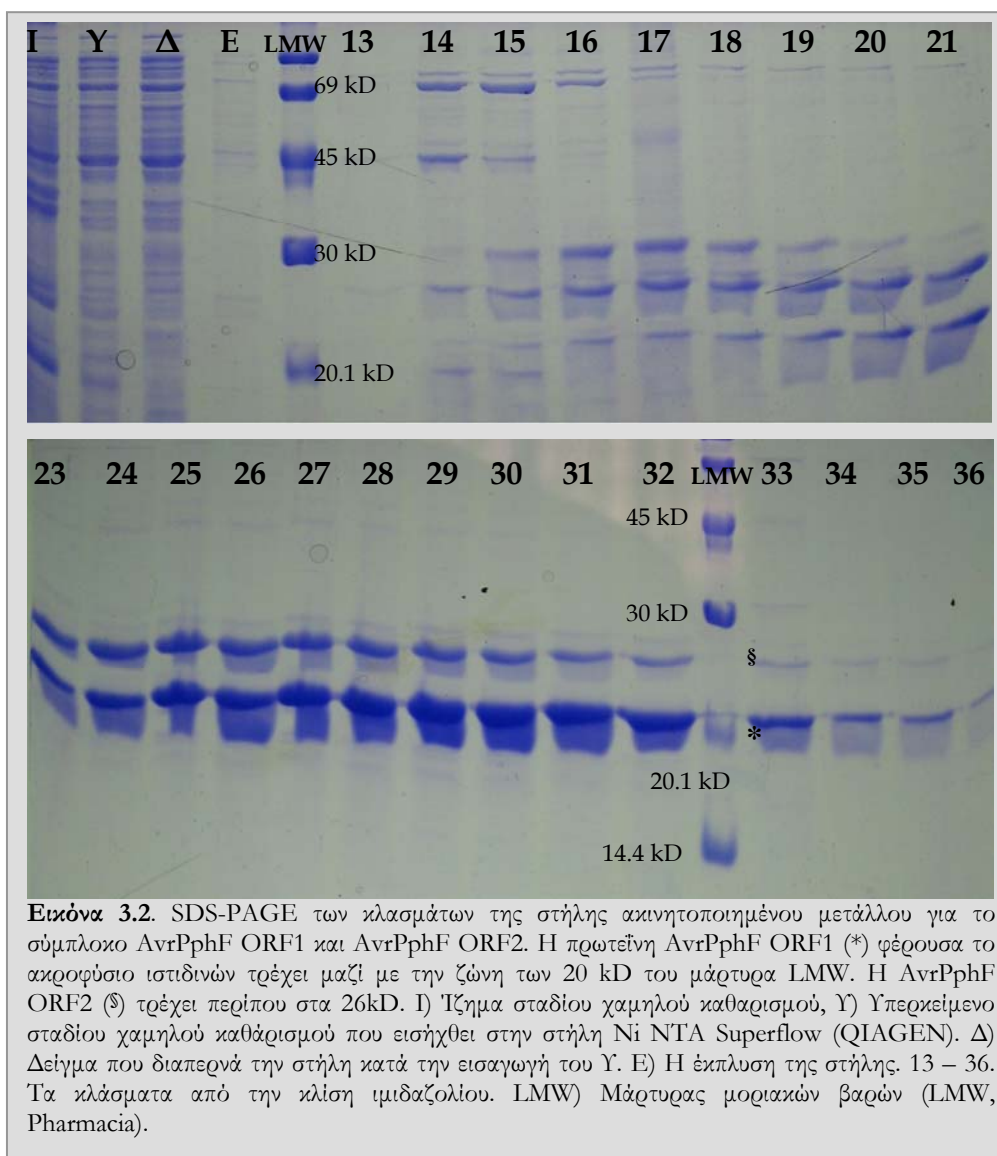 Ι Υ Δ Ε LMW 13 14 15 16 17 18 19 20 21
69 kD
45 kD
30 kD
20.1 kD
23 24 25 26 27 28 29 30 31 32 LMW 33 34 35 36
45 kD
30 kD
§
*
20.1 kD
14.4 kD
Εικόνα 3.2. SDS-PAGE των κλασμάτων της στήλης ακινητοποιημένου μετάλλου για το
σύμπλοκο AvrPphF ORF1 και AvrPphF ORF2. Η πρωτεΐνη AvrPphF ORF1 (*) φέρουσα το
ακροφύσιο ιστιδινών τρέχει μαζί με την ζώνη των 20 kD του μάρτυρα LMW. Η AvrPphF
ORF2 (§) τρέχει περίπου στα 26kD. Ι) Ίζημα σταδίου χαμηλού καθαρισμού, Υ) Υπερκείμενο
σταδίου χαμηλού καθάρισμού που εισήχθει στην στήλη Ni NTA Superflow (QIAGEN). Δ)
Δείγμα που διαπερνά την στήλη κατά την εισαγωγή του Υ. Ε) Η έκπλυση της στήλης. 13 – 36.
Τα κλάσματα από την κλίση ιμιδαζολίου. LMW) Μάρτυρας μοριακών βαρών (LMW,
Pharmacia).